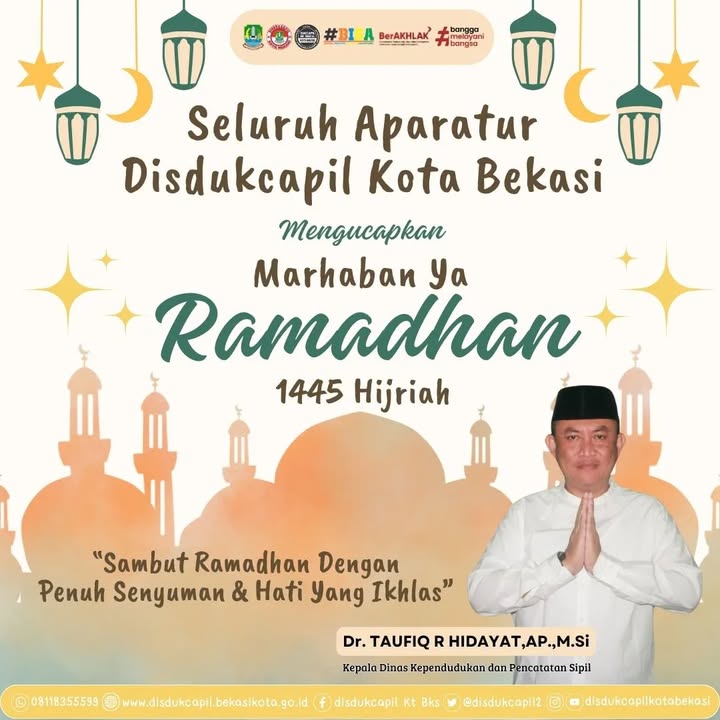 #BISA
BerAKHLAK
#bangga
melayani
bangsa
Seluruh Aparatur
Disdukcapil Kota Bekasi
Mengucapkan
Marhaban Ya
Ramadhan
1445 Hijriah
"Sambut Ramadhan Dengan
Penuh Senyuman & Hati Yang Ikhlas"
Dr. TAUFIQ R HIDAYAT,AP.,M.Si
Kepala Dinas Kependudukan dan Pencatatan Sipil
08118355599 www.disdukcapil.bekasikota.go.id disdukcapil Kt Bks @disdukcapil2 disdukcapilkotabekasi